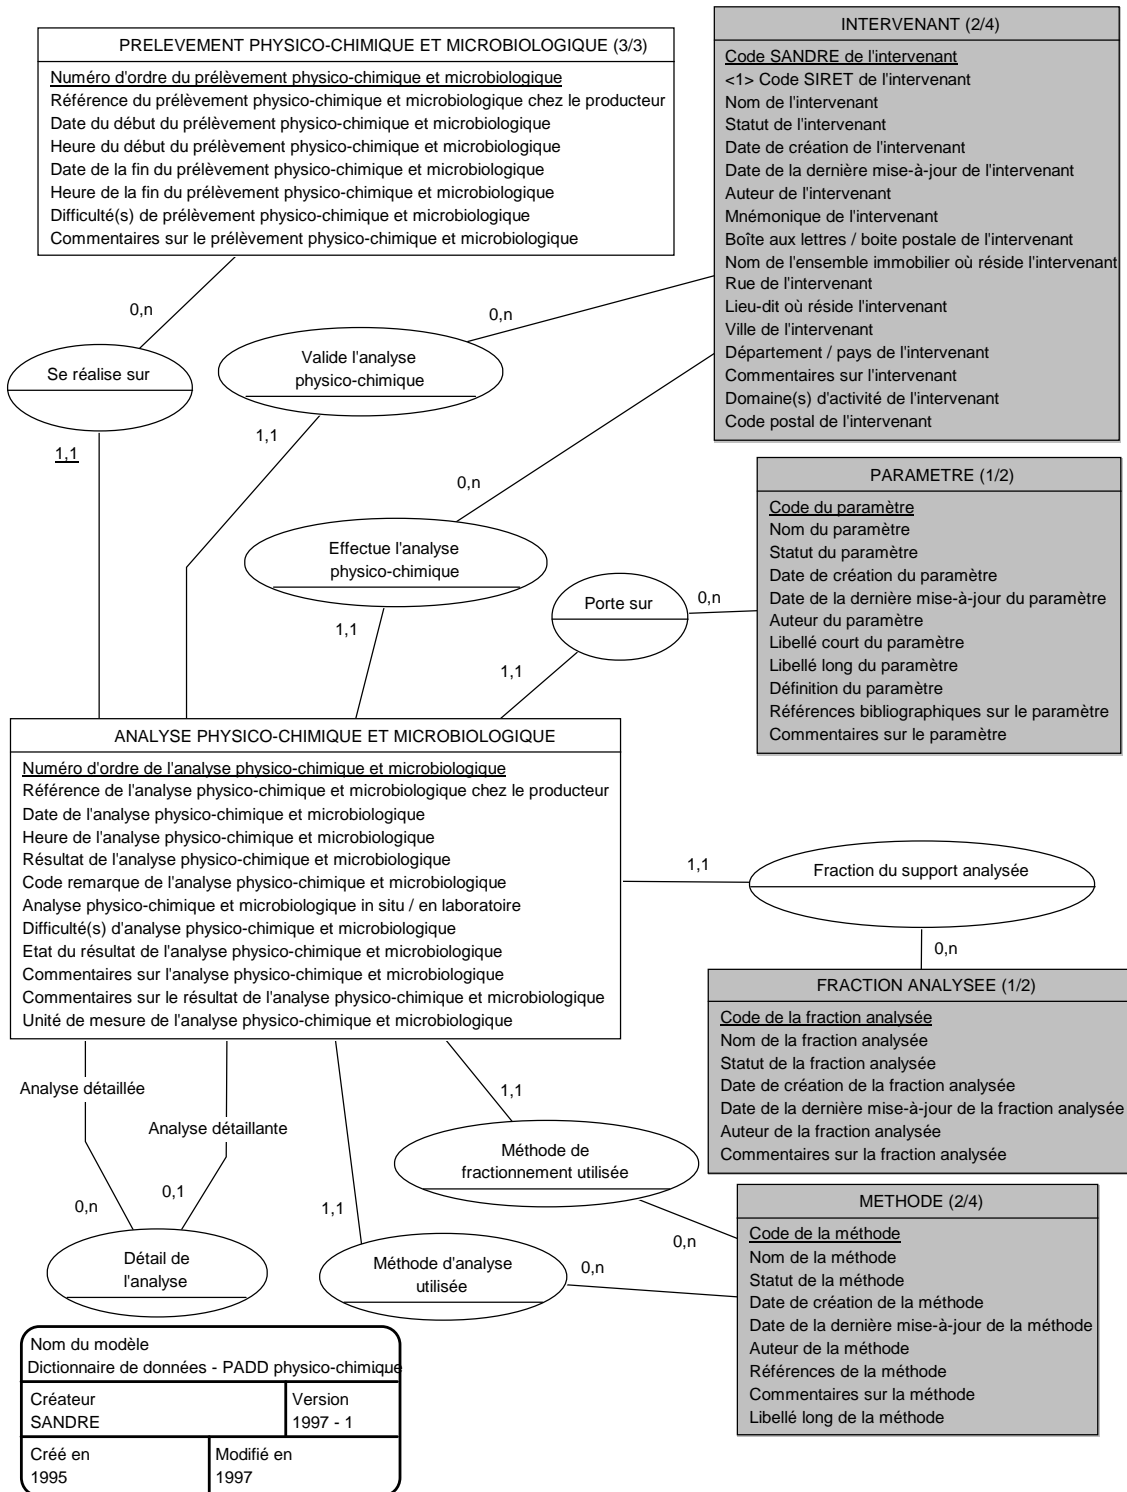 PRELEVEMENT PHYSICO-CHIMIQUE ET MICROBIOLOGIQUE (3/3)
Numéro d'ordre du prélèvement physico-chimique et microbiologique
Référence du prélèvement physico-chimique et microbiologique chez le producteur
Date du début du prélèvement physico-chimique et microbiologique
Heure du début du prélèvement physico-chimique et microbiologique
Date de la fin du prélèvement physico-chimique et microbiologique
Heure de la fin du prélèvement physico-chimique et microbiologique
Difficulté(s) de prélèvement physico-chimique et microbiologique
Commentaires sur le prélèvement physico-chimique et microbiologique
INTERVENANT (2/4)
Code SANDRE de l'intervenant
<1> Code SIRET de l'intervenant
Nom de l'intervenant
Statut de l'intervenant
Date de création de l'intervenant
Date de la dernière mise-à-jour de l'intervenant
Auteur de l'intervenant
Mnémonique de l'intervenant
Boîte aux lettres / boite postale de l'intervenant
Nom de l'ensemble immobilier où réside l'intervenant
Rue de l'intervenant
Lieu-dit où réside l'intervenant
Ville de l'intervenant
Département / pays de l'intervenant
Commentaires sur l'intervenant
Domaine(s) d'activité de l'intervenant
Code postal de l'intervenant
0,n
0,n
Se réalise sur
Valide l'analyse
physico-chimique
1,1
1,1
0,n
Effectue l'analyse
physico-chimique
1,1
Porte sur
0,n
1,1
PARAMETRE (1/2)
Code du paramètre
Nom du paramètre
Statut du paramètre
Date de création du paramètre
Date de la dernière mise-à-jour du paramètre
Auteur du paramètre
Libellé court du paramètre
Libellé long du paramètre
Définition du paramètre
Références bibliographiques sur le paramètre
Commentaires sur le paramètre
ANALYSE PHYSICO-CHIMIQUE ET MICROBIOLOGIQUE
Numéro d'ordre de l'analyse physico-chimique et microbiologique
Référence de l'analyse physico-chimique et microbiologique chez le producteur
Date de l'analyse physico-chimique et microbiologique
Heure de l'analyse physico-chimique et microbiologique
Résultat de l'analyse physico-chimique et microbiologique
Code remarque de l'analyse physico-chimique et microbiologique
Analyse physico-chimique et microbiologique in situ / en laboratoire
Difficulté(s) d'analyse physico-chimique et microbiologique
Etat du résultat de l'analyse physico-chimique et microbiologique
Commentaires sur l'analyse physico-chimique et microbiologique
Commentaires sur le résultat de l'analyse physico-chimique et microbiologique
Unité de mesure de l'analyse physico-chimique et microbiologique
1,1
Fraction du support analysée
0,n
FRACTION ANALYSEE (1/2)
Code de la fraction analysée
Nom de la fraction analysée
Statut de la fraction analysée
Date de création de la fraction analysée
Date de la dernière mise-à-jour de la fraction analysée
Auteur de la fraction analysée
Commentaires sur la fraction analysée
Analyse détaillée
Analyse détaillante
1,1
Méthode de
fractionnement utilisée
0,n
0,1
1,1
0,n
Détail de
l'analyse
Méthode d'analyse
utilisée
0,n
METHODE (2/4)
Code de la méthode
Nom de la méthode
Statut de la méthode
Date de création de la méthode
Date de la dernière mise-à-jour de la méthode
Auteur de la méthode
Références de la méthode
Commentaires sur la méthode
Libellé long de la méthode
Nom du modèle
Dictionnaire de données - PADD physico-chimique
Créateur
SANDRE
Version
1997 - 1
Créé en
1995
Modifié en
1997